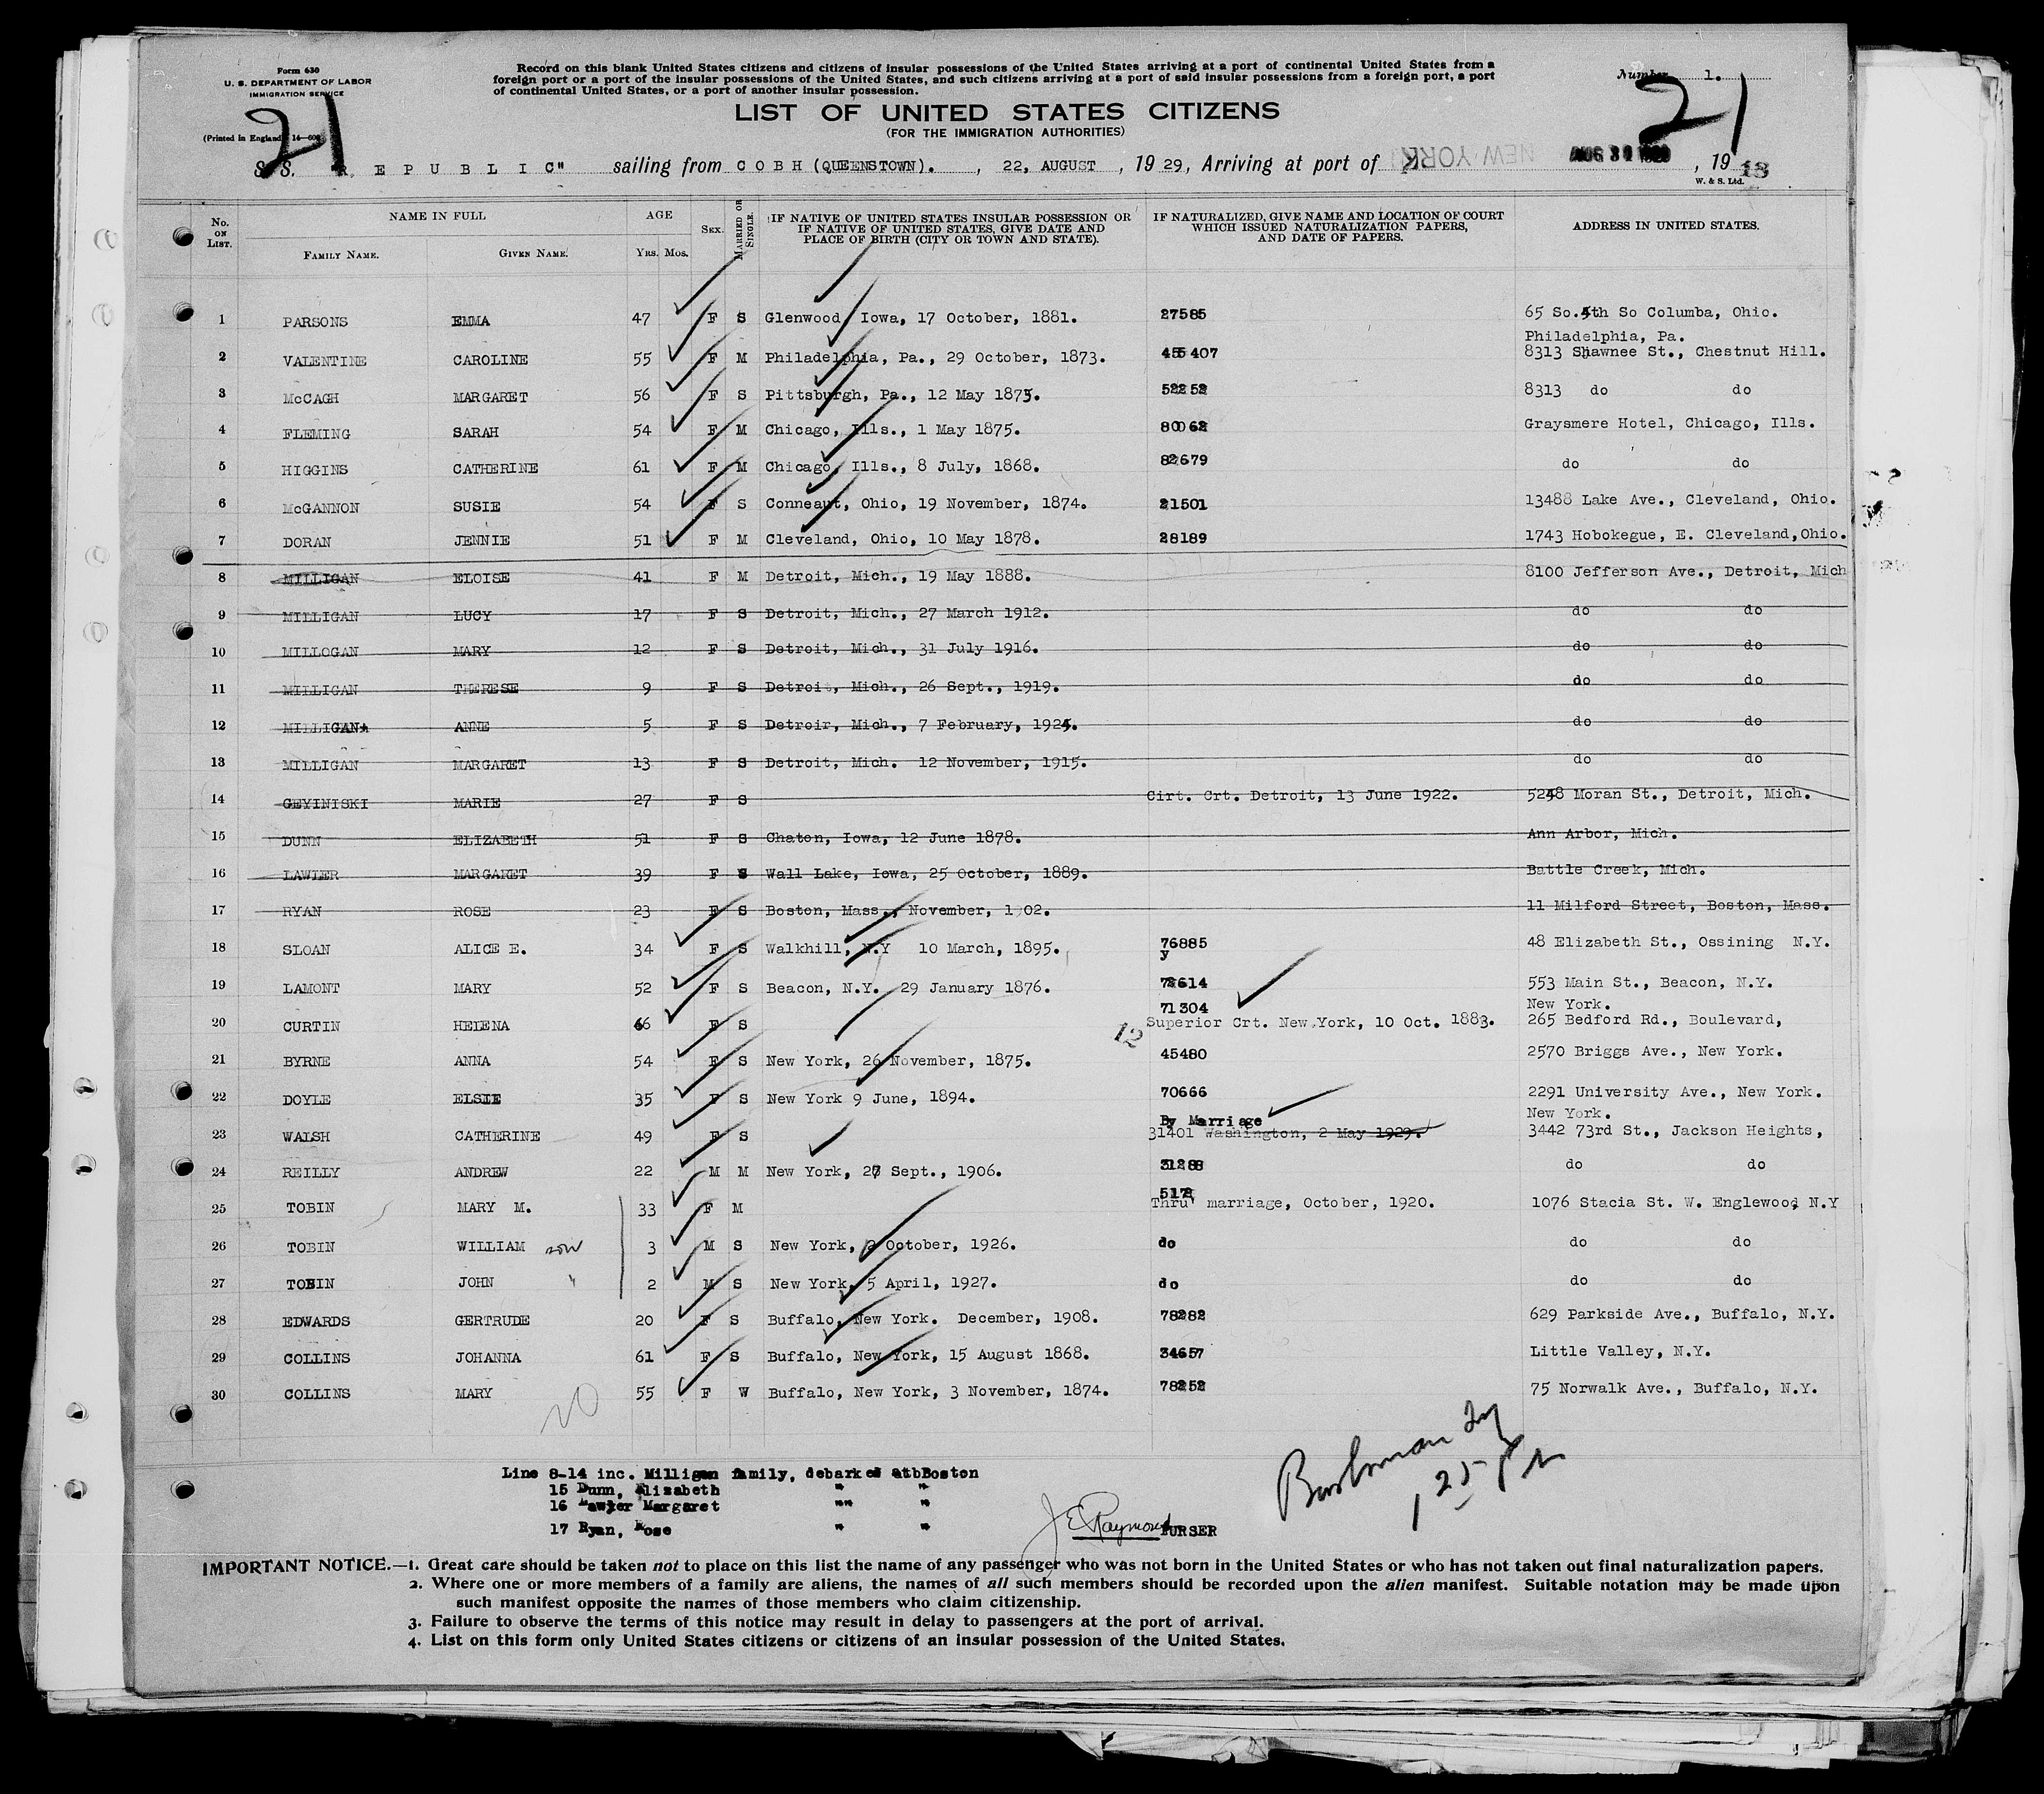 Form 630
U. S. DEPARTMENT OF LABOR
IMMIGRATION SERVICE
(Printed in England)
21
Record on this blank United States citizens and citizens of insular possessions of the United States arriving at a port of continental United States from a
foreign port or a port of the insular possessions of the United States, and such citizens arriving at a port of said insular possessions from a foreign port, a port
of continental United States, or a port of another insular possession.
LIST OF UNITED STATES CITIZENS
(FOR THE IMMIGRATION AUTHORITIES)
Number 1.
21
S.S. REPUBLIC" sailing from COBH (QUEENSTOWN). , 22, AUGUST , 19 29, Arriving at port of NEW YORK AUG 31 1929 , 19
W. & S. Ltd. 18
No. ON LIST. NAME IN FULL AGE SEX. MARRIED OR SINGLE. IF NATIVE OF UNITED STATES INSULAR POSSESSION OR IF NATIVE OF UNITED STATES, GIVE DATE AND PLACE OF BIRTH (CITY OR TOWN AND STATE). IF NATURALIZED, GIVE NAME AND LOCATION OF COURT WHICH ISSUED NATURALIZATION PAPERS, AND DATE OF PAPERS. ADDRESS IN UNITED STATES.
FAMILY NAME. GIVEN NAME. YRS. MOS.
1 PARSONS EMMA 47 F S Glenwood, Iowa, 17 October, 1881. 27585 65 So.4th So Columba, Ohio.
Philadelphia, Pa.
2 VALENTINE CAROLINE 55 F M Philadelphia, Pa., 29 October, 1873. 455407 8313 Shawnee St., Chestnut Hill.
3 McCAGH MARGARET 56 F S Pittsburgh, Pa., 12 May 1873. 52252 8313 do do
4 FLEMING SARAH 54 F M Chicago, Ills., 1 May 1875. 80062 Graysmere Hotel, Chicago, Ills.
5 HIGGINS CATHERINE 61 F M Chicago, Ills., 8 July, 1868. 82679 do do
6 McGANNON SUSIE 54 F S Conneaut, Ohio, 19 November, 1874. 21501 13488 Lake Ave., Cleveland, Ohio.
7 DORAN JENNIE 51 F M Cleveland, Ohio, 10 May 1878. 28189 1743 Hobokegue, E. Cleveland,Ohio.
8 MILLIGAN ELOISE 41 F M Detroit, Mich., 19 May 1888. 8100 Jefferson Ave., Detroit, Mich
9 MILLIGAN LUCY 17 F S Detroit, Mich., 27 March 1912. do do
10 MILLOGAN MARY 12 F S Detroit, Mich., 31 July 1916. do do
11 MILLIGAN THERESE 9 F S Detroit, Mich., 26 Sept., 1919. do do
12 MILLIGAN ANNE 5 F S Detroir, Mich., 7 February, 1924. do do
13 MILLIGAN MARGARET 13 F S Detroit, Mich. 12 November, 1915. do do
14 GEYINISKI MARIE 27 F S Cirt. Crt. Detroit, 13 June 1922. 5248 Moran St., Detroit, Mich.
15 DUNN ELIZABETH 51 F S Chaton, Iowa, 12 June 1878. Ann Arbor, Mich.
16 LAWLER MARGARET 39 F S Wall Lake, Iowa, 25 October, 1889. Battle Creek, Mich.
17 RYAN ROSE 23 F S Boston, Mass., November, 1902. 11 Milford Street, Boston, Mass.
18 SLOAN ALICE E. 34 F S Walkhill, N.Y 10 March, 1895. 76885 48 Elizabeth St., Ossining N.Y.
y
19 LAMONT MARY 52 F S Beacon, N.Y. 29 January 1876. 78614 553 Main St., Beacon, N.Y.
71304 New York.
20 CURTIN HELENA 66 F S 12 Superior Crt. New York, 10 Oct. 1883. 265 Bedford Rd., Boulevard,
21 BYRNE ANNA 54 F S New York, 26 November, 1875. 45480 2570 Briggs Ave., New York.
22 DOYLE ELSIE 35 F S New York 9 June, 1894. 70666 2291 University Ave., New York.
By Marriage New York.
23 WALSH CATHERINE 49 F S 31401 Washington, 2 May 1929. 3442 73rd St., Jackson Heights,
24 REILLY ANDREW 22 M M New York, 27 Sept., 1906. 31288 do do
5172
25 TOBIN MARY M. 33 F M Thru' marriage, October, 1920. 1076 Stacia St. W. Englewood, N.Y
26 TOBIN WILLIAM son 3 M S New York, 2 October, 1926. do do do
27 TOBIN JOHN " 2 M S New York, 5 April, 1927. do do do
28 EDWARDS GERTRUDE 20 F S Buffalo, New York. December, 1908. 78282 629 Parkside Ave., Buffalo, N.Y.
29 COLLINS JOHANNA 61 F S Buffalo, New York, 15 August 1868. 34657 Little Valley, N.Y.
30 COLLINS MARY 55 F W Buffalo, New York, 3 November, 1874. 78252 75 Norwalk Ave., Buffalo, N.Y.
20
Line 8-14 inc. Milligan family, debarked at Boston
15 Dunn, Elizabeth " "
16 Lawler Margaret "" "
17 Ryan, Rose " "
J E Raymond PURSER
IMPORTANT NOTICE.—1. Great care should be taken not to place on this list the name of any passenger who was not born in the United States or who has not taken out final naturalization papers.
2. Where one or more members of a family are aliens, the names of all such members should be recorded upon the alien manifest. Suitable notation may be made upon
such manifest opposite the names of those members who claim citizenship.
3. Failure to observe the terms of this notice may result in delay to passengers at the port of arrival.
4. List on this form only United States citizens or citizens of an insular possession of the United States.